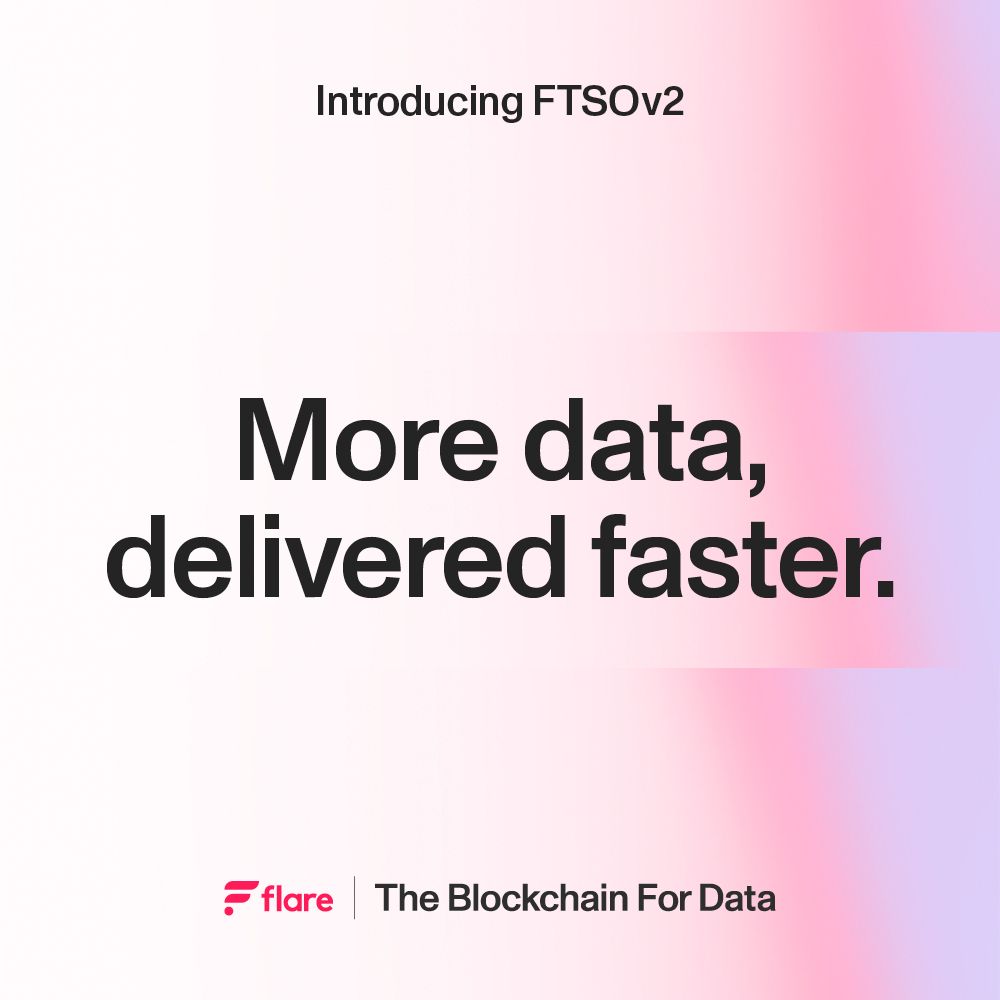 Introducing FTSOv2
More data,
delivered faster.
flare | The Blockchain For Data